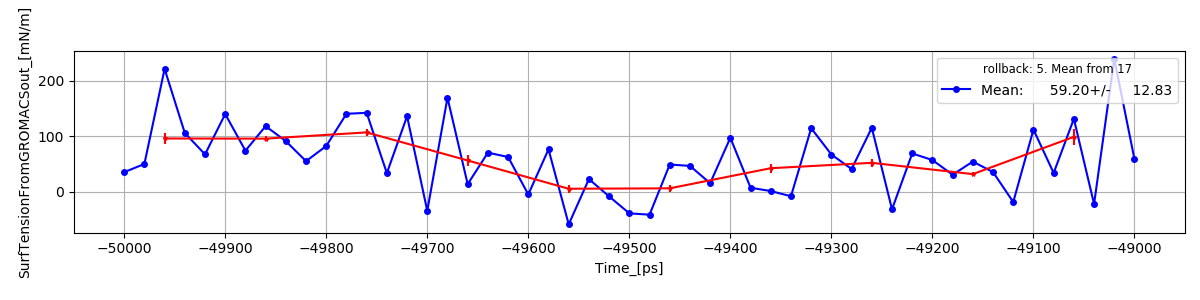 SurfTensionFromGROMACSout_[mN/m]
200
100
0
rollback: 5. Mean from 17
Mean: 59.20+/- 12.83
−50000 −49900 −49800 −49700 −49600 −49500 −49400 −49300 −49200 −49100 −49000
Time_[ps]